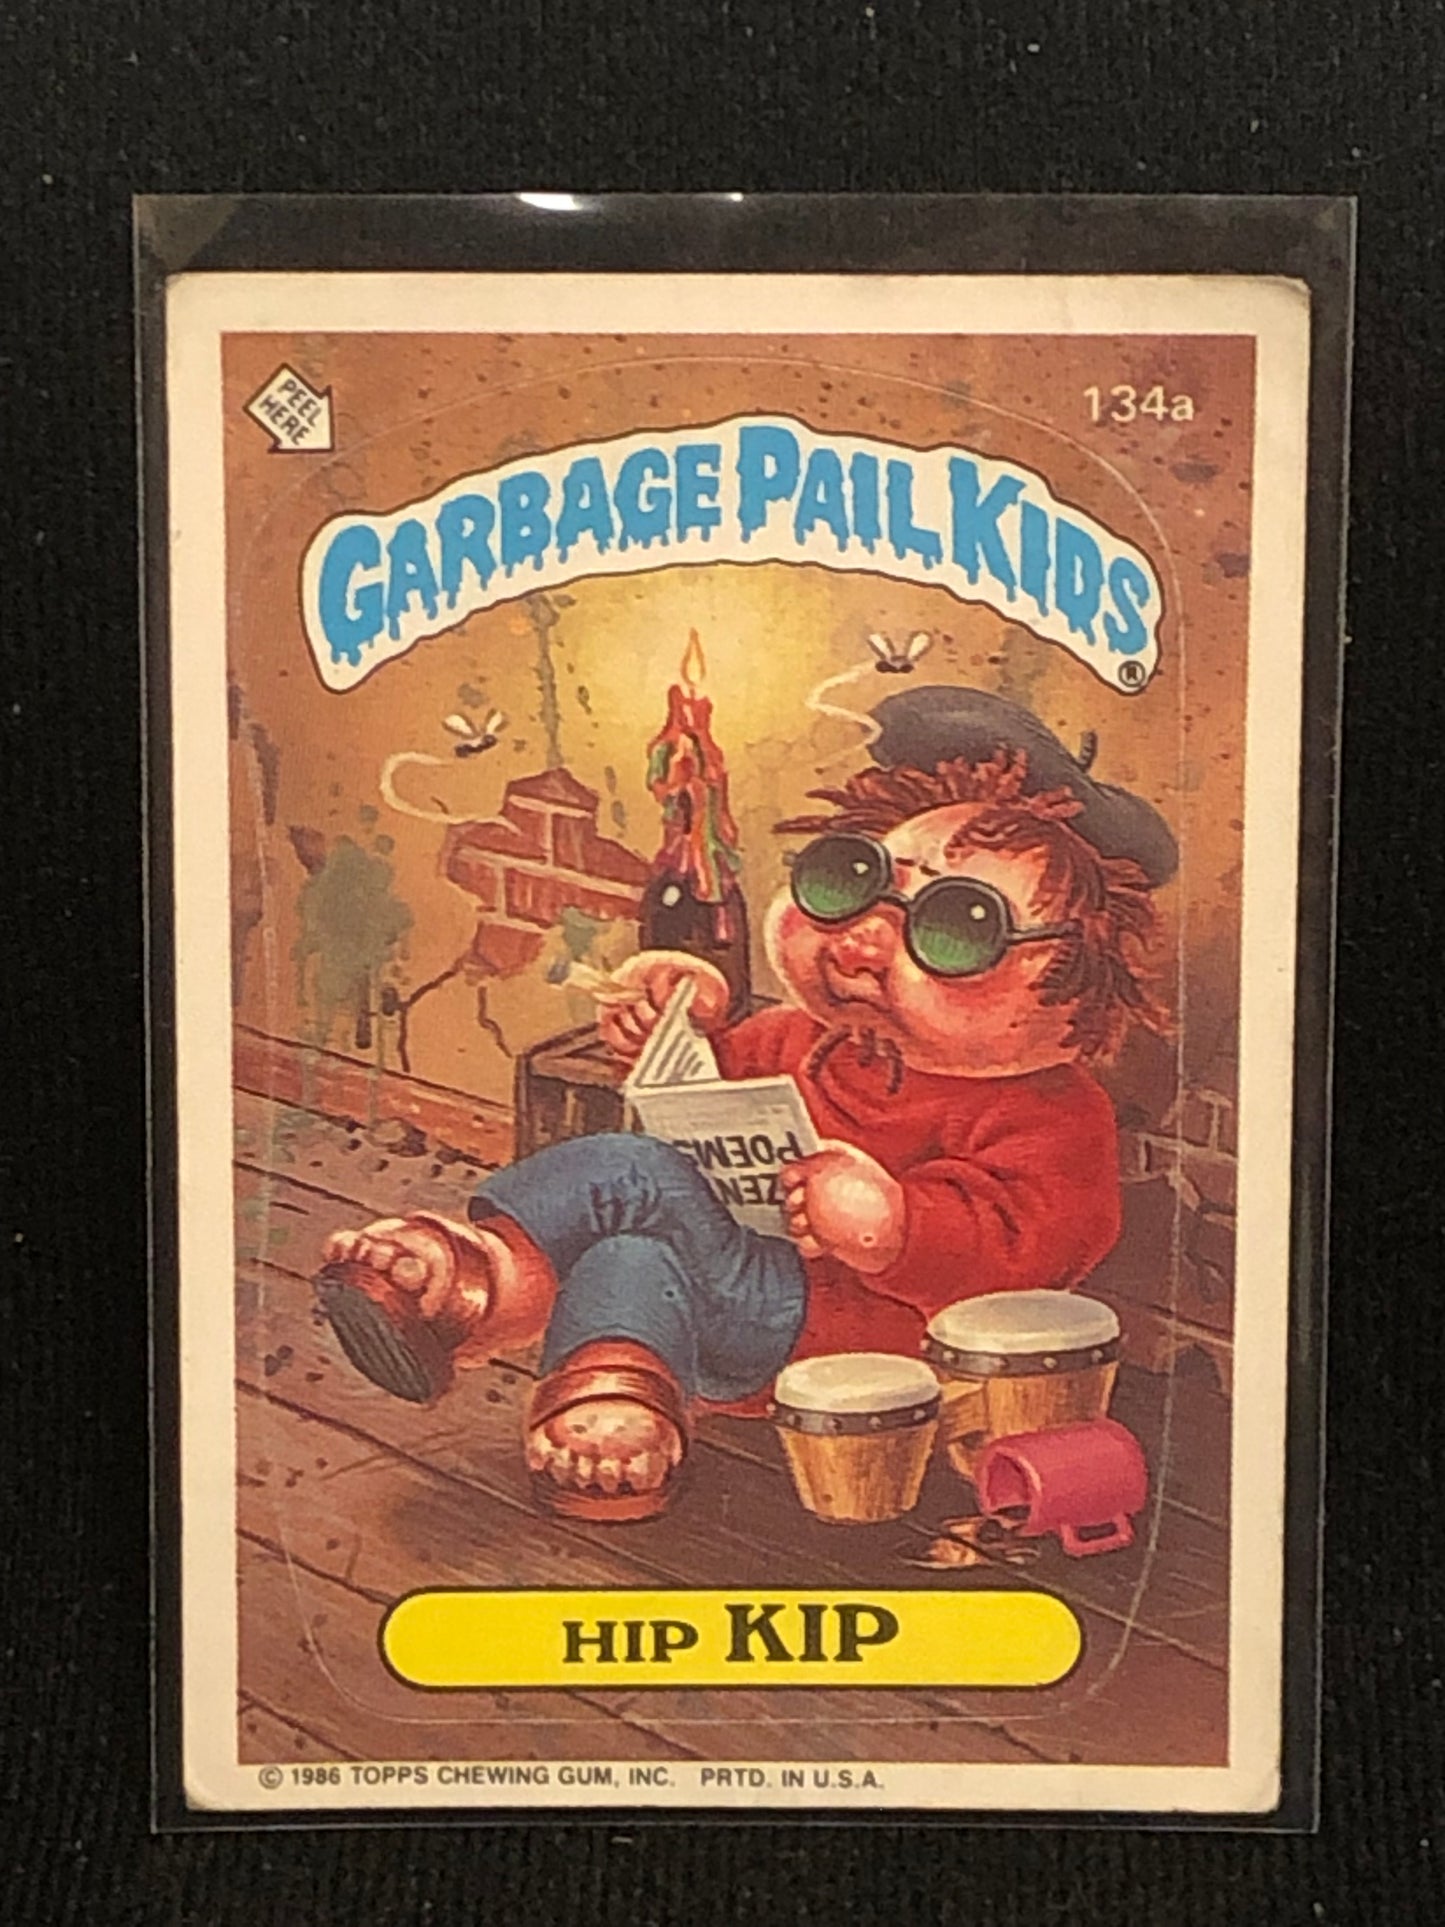 PEEL
HERE
134a
GARBAGE PAIL KIDS
®
POEMS
ZEN
HIP KIP
© 1986 TOPPS CHEWING GUM, INC. PRTD. IN U.S.A.